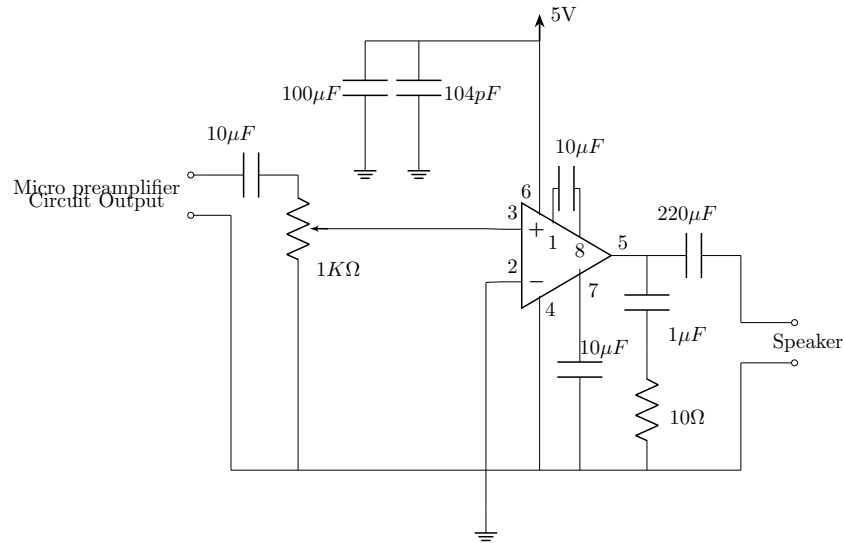 5V
100μF
104pF
10μF
10μF
Micro preamplifier
Circuit Output
6
3
1
8
5
220μF
1KΩ
2
7
4
10μF
1μF
Speaker
10Ω